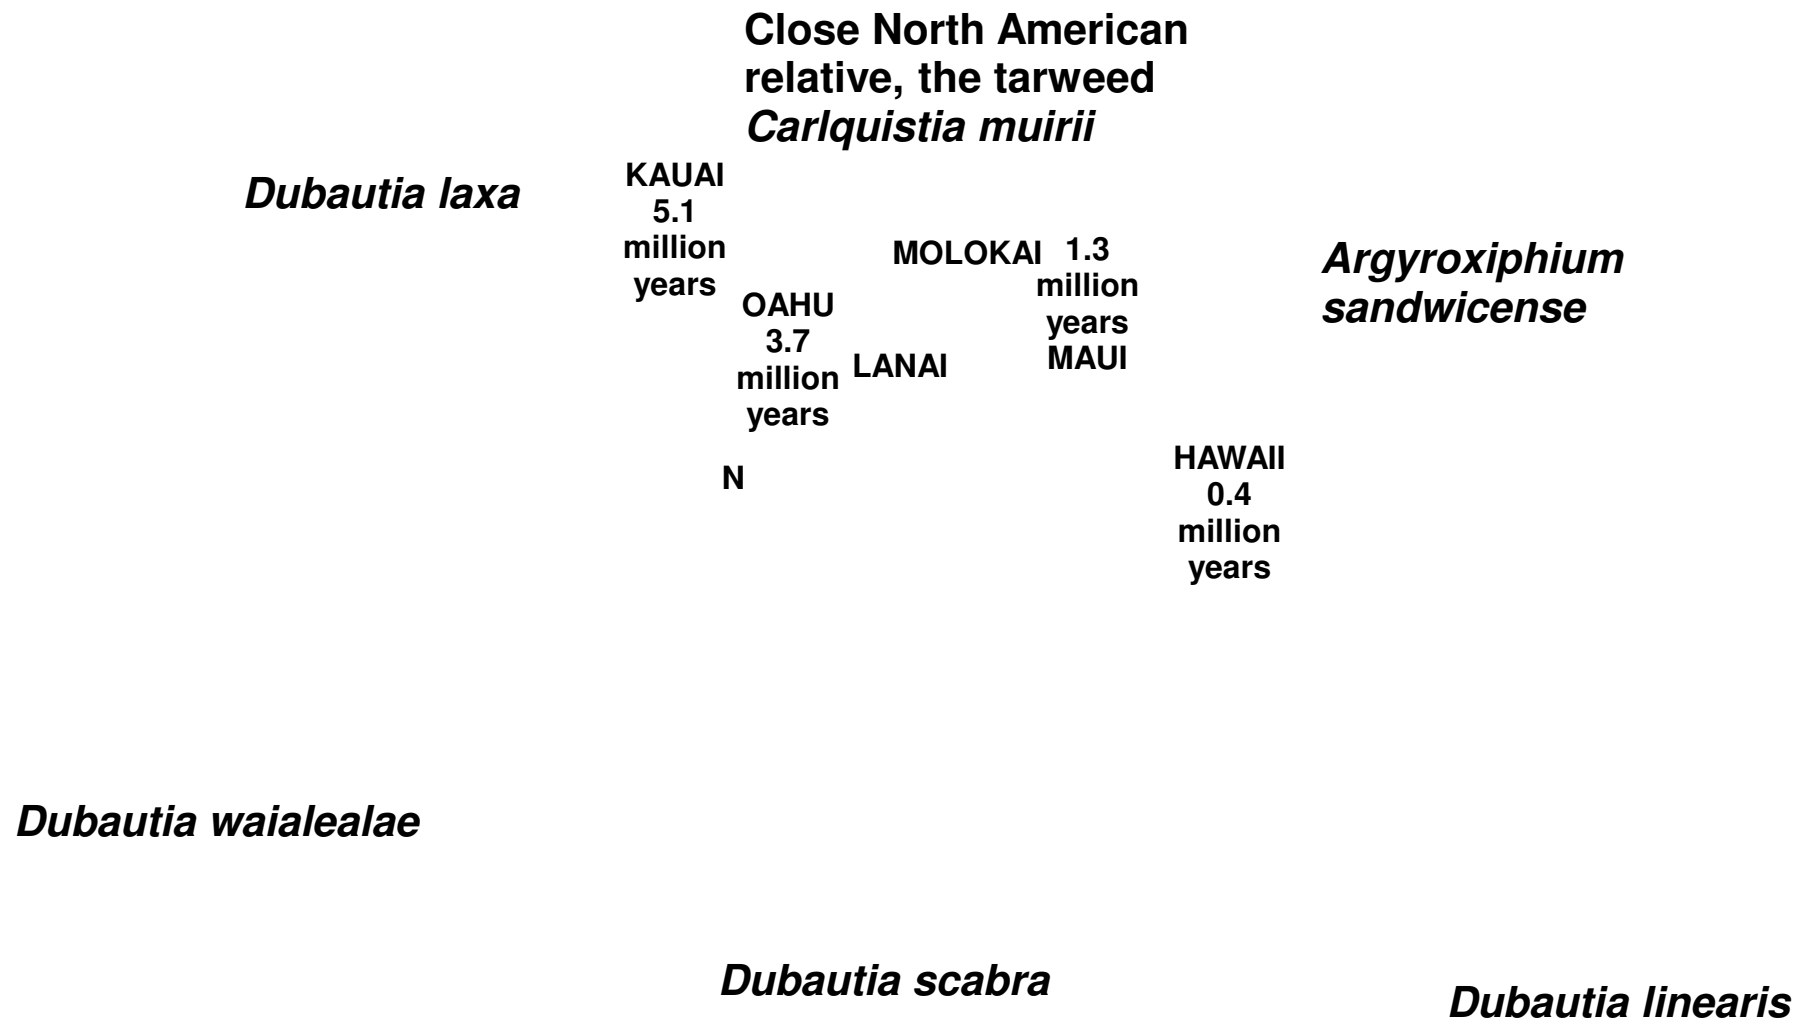 Close North American
relative, the tarweed
Carlquistia muirii
Dubautia laxa
KAUAI
5.1
million
years
OAHU
3.7
million
years
MOLOKAI
LANAI
1.3
million
years
MAUI
Argyroxiphium
sandwicense
N
HAWAII
0.4
million
years
Dubautia waialealae
Dubautia scabra
Dubautia linearis